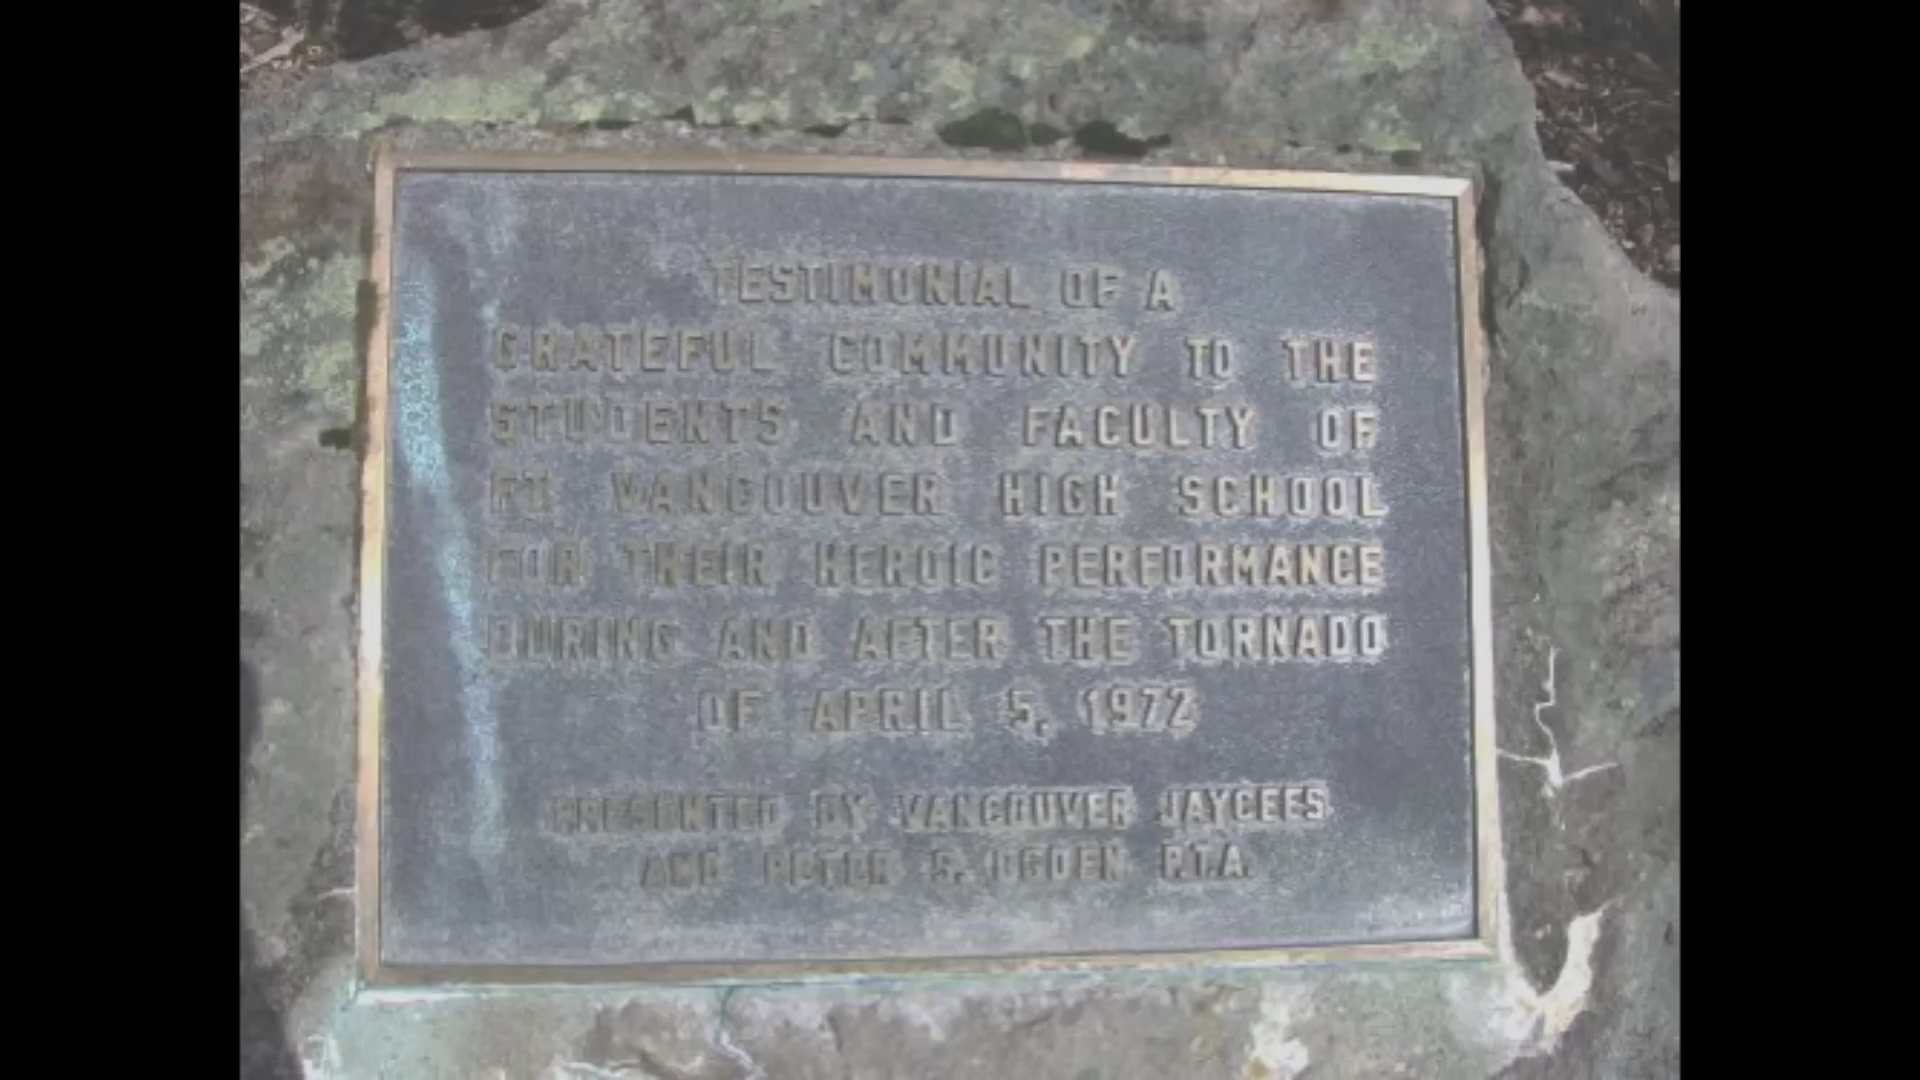 TESTIMONIAL OF A
GRATEFUL COMMUNITY TO THE
STUDENTS AND FACULTY OF
FT. VANCOUVER HIGH SCHOOL
FOR THEIR HEROIC PERFORMANCE
DURING AND AFTER THE TORNADO
OF APRIL 5, 1972
PRESENTED BY VANCOUVER JAYCEES
AND PETER S. OGDEN P.T.A.